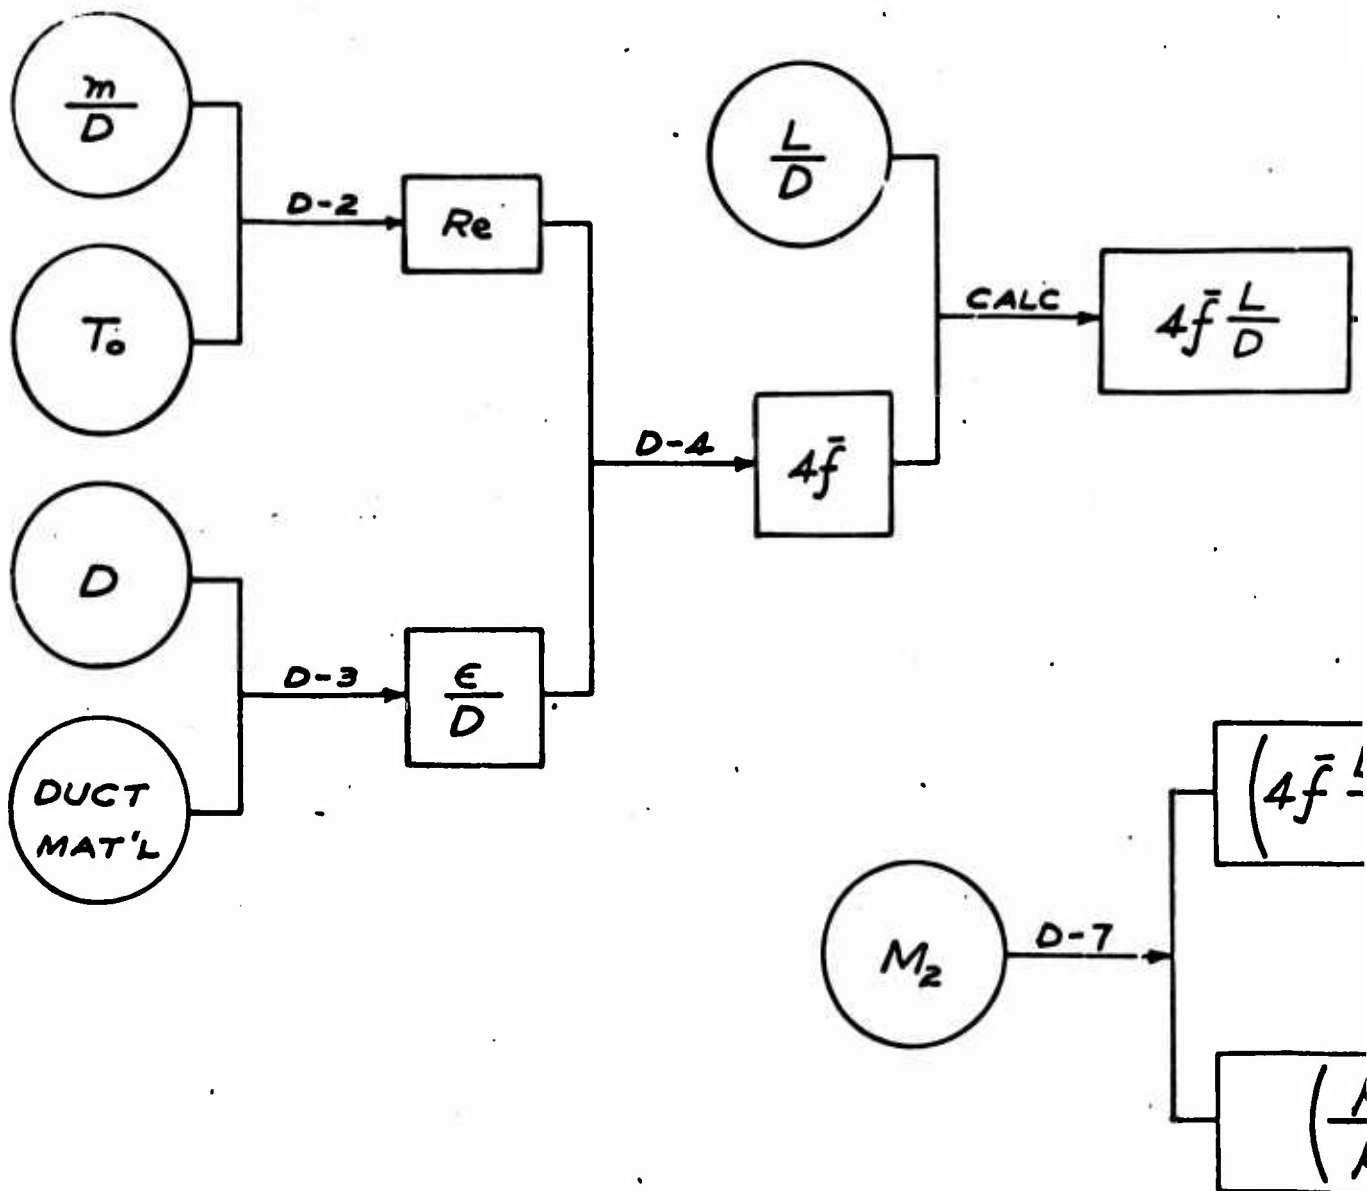 m/D
D-2
Re
T₀
L/D
CALC
4f̄ L/D
D-4
4f̄
D
D-3
ϵ/D
DUCT
MAT'L
M₂
D-7
(4f̄
(